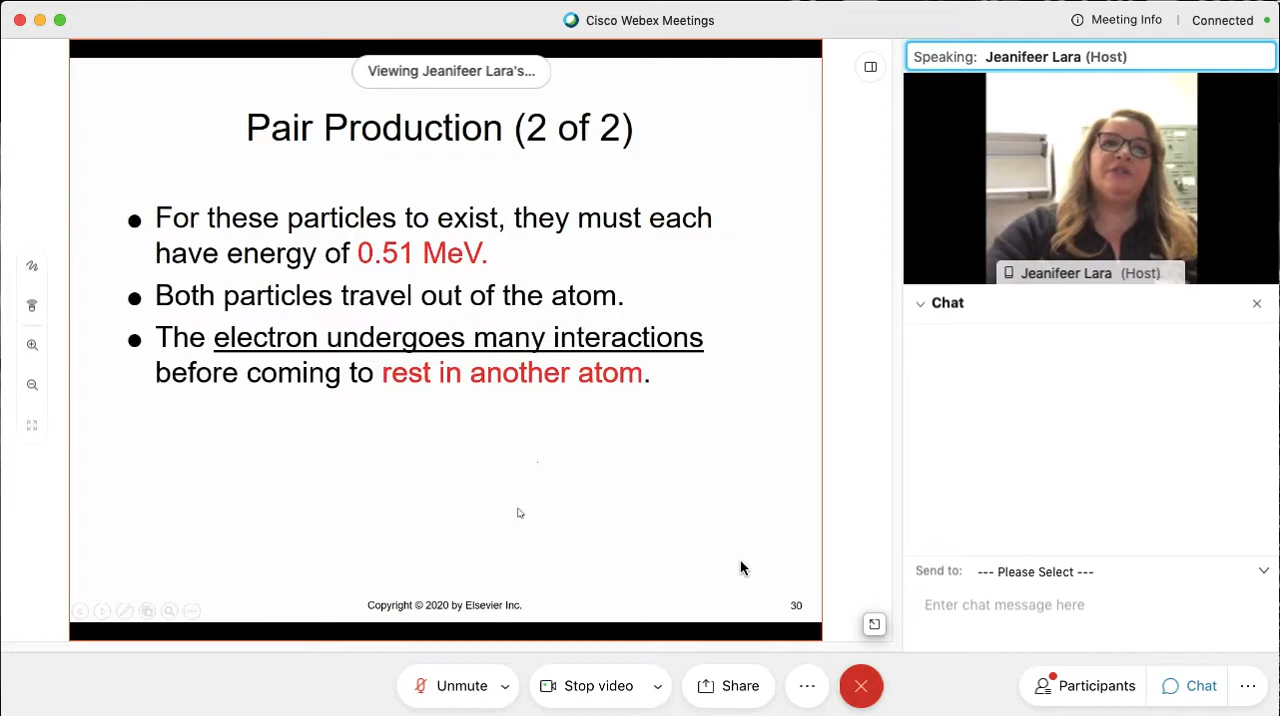 Cisco Webex Meetings
Meeting Info
Connected
Viewing Jeanifeer Lara's...
Speaking: Jeanifeer Lara (Host)
Pair Production (2 of 2)
● For these particles to exist, they must each
have energy of 0.51 MeV.
● Both particles travel out of the atom.
● The electron undergoes many interactions
before coming to rest in another atom.
Copyright © 2020 by Elsevier Inc.
30
Jeanifeer Lara (Host)
Chat
Send to: --- Please Select ---
Enter chat message here
Unmute
Stop video
Share
Participants
Chat